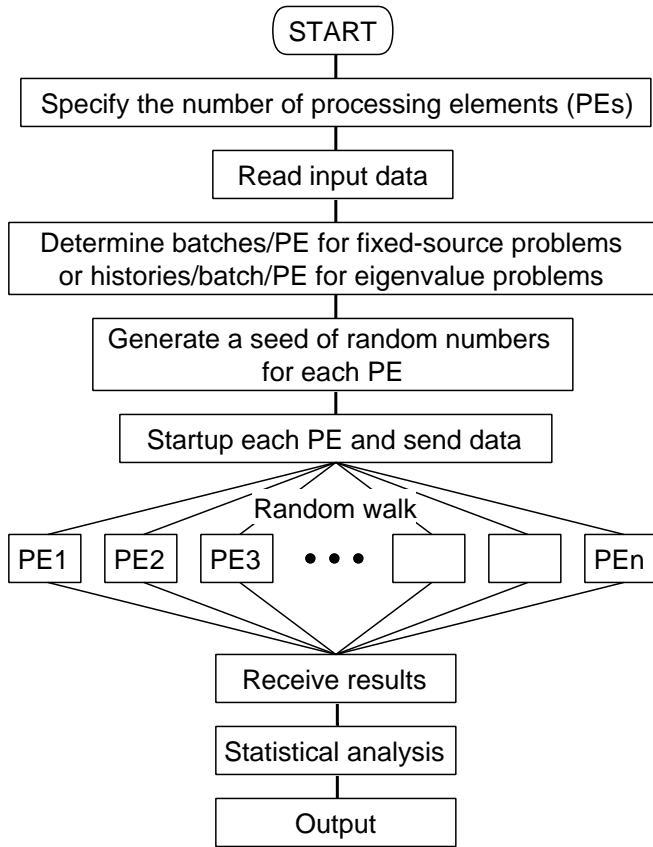 START
Specify the number of processing elements (PEs)
Read input data
Determine batches/PE for fixed-source problems
or histories/batch/PE for eigenvalue problems
Generate a seed of random numbers
for each PE
Startup each PE and send data
Random walk
PE1 PE2 PE3 • • • PEn
Receive results
Statistical analysis
Output